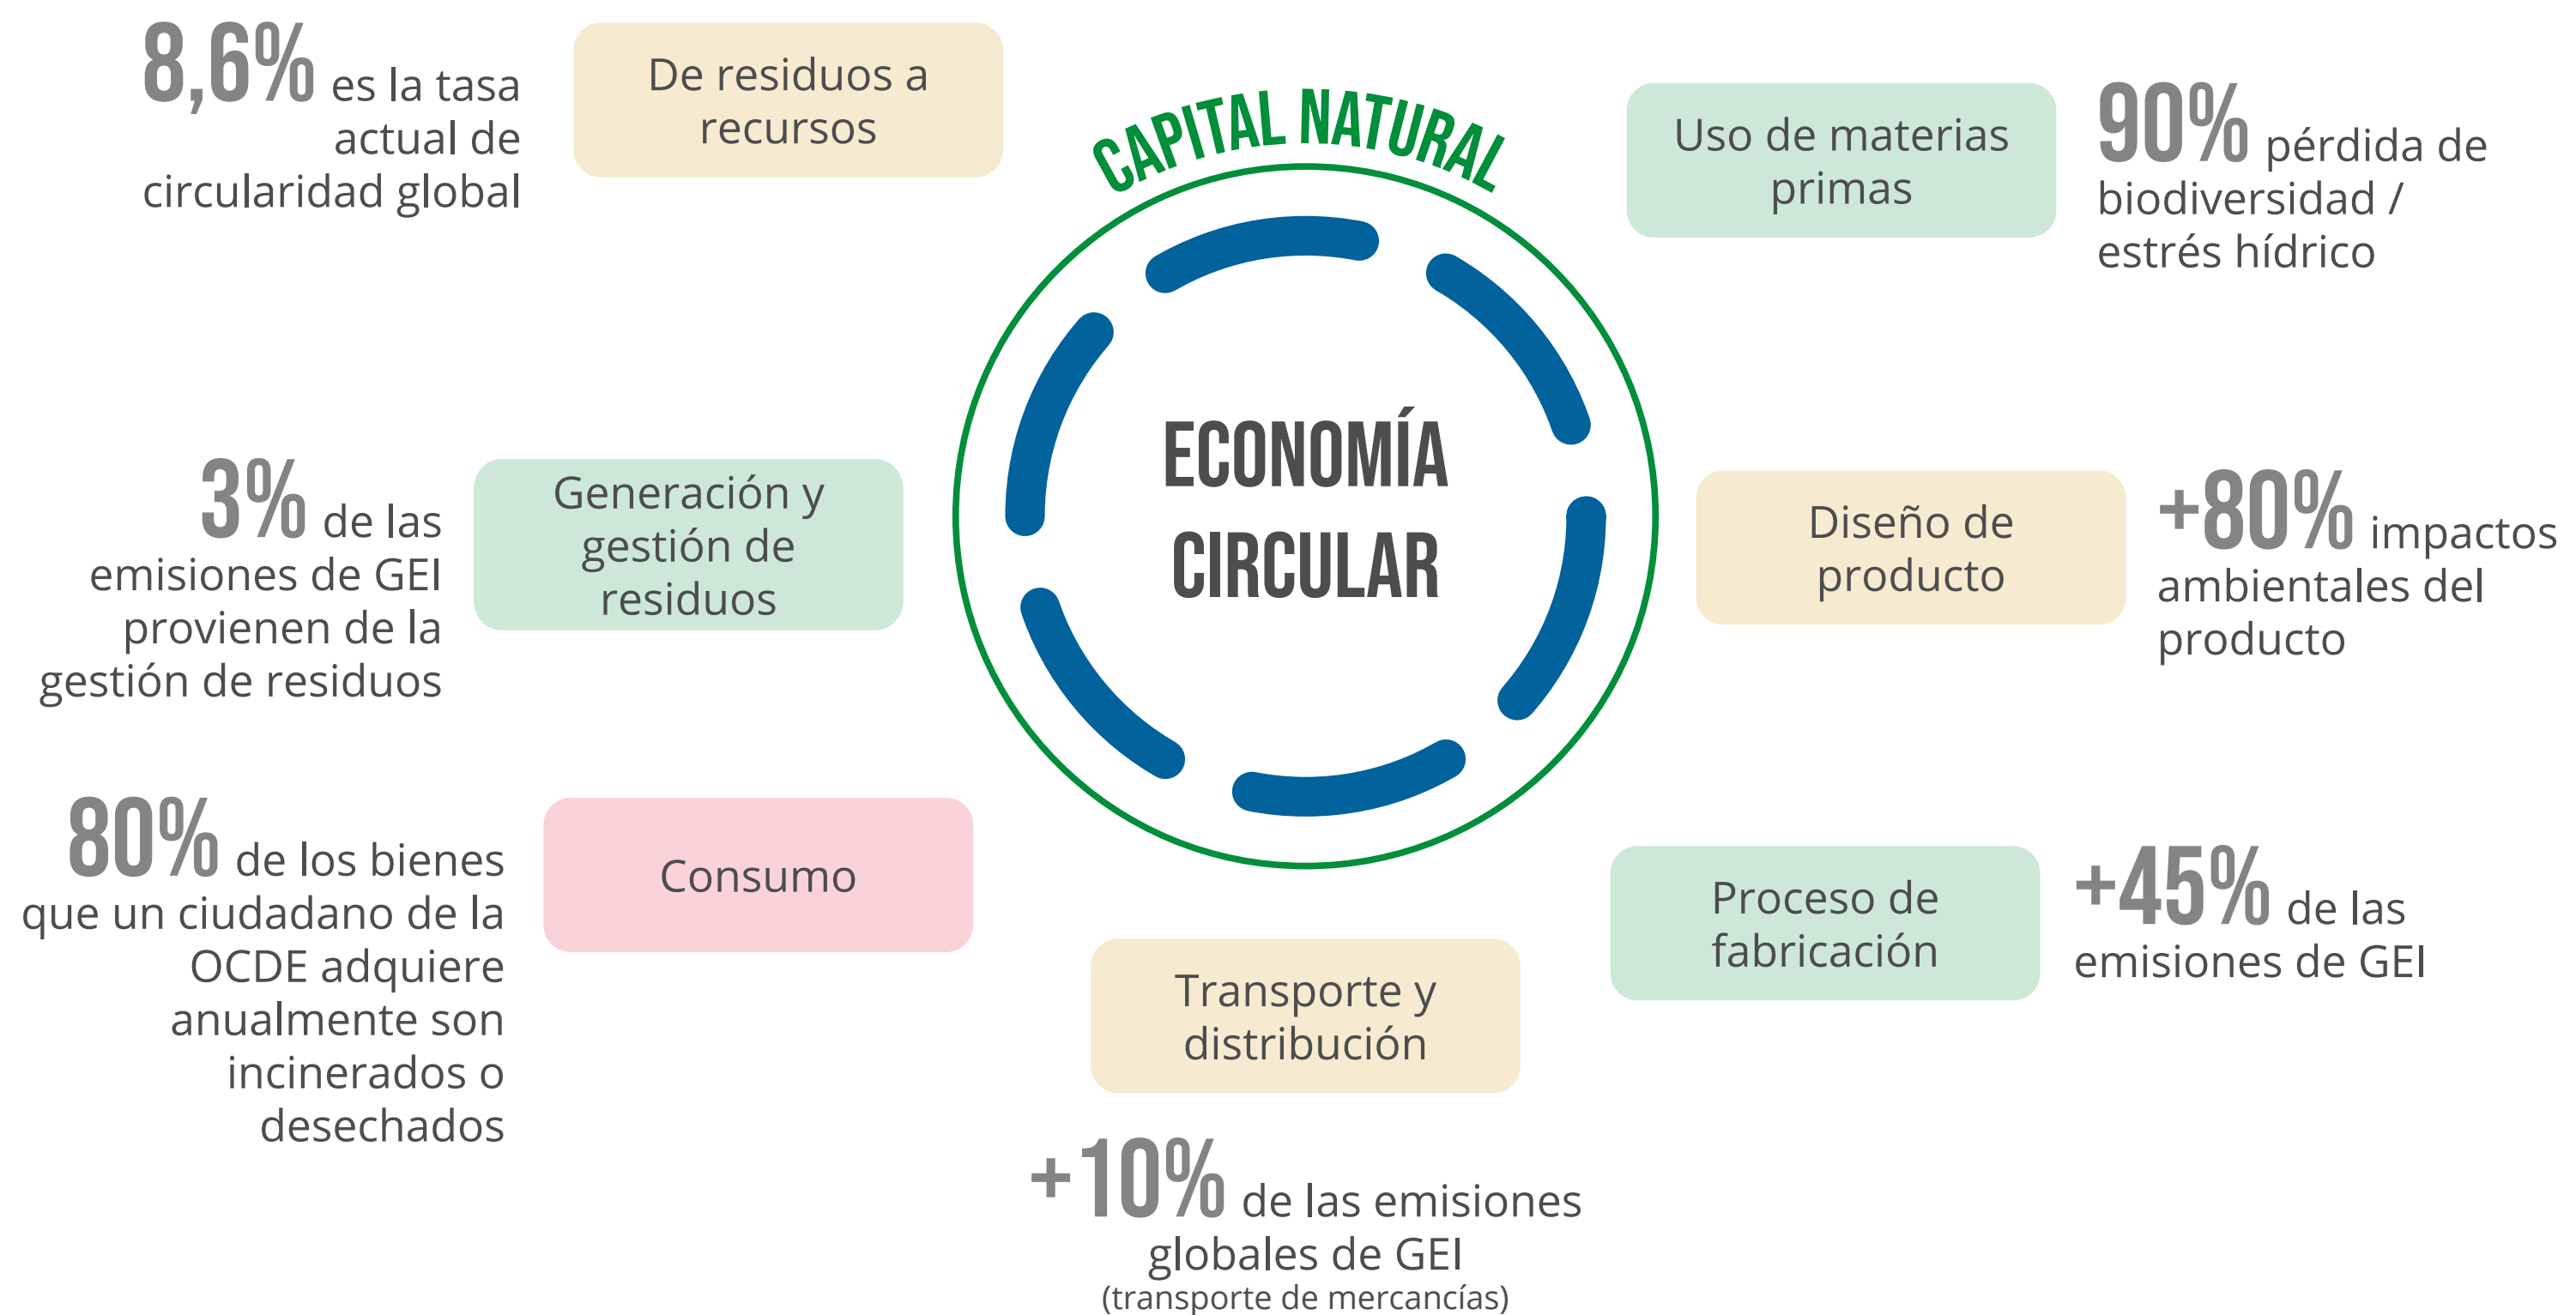 8,6% es la tasa
actual de
circularidad global
De residuos a
recursos
CAPITAL NATURAL
Uso de materias
primas
90% pérdida de
biodiversidad /
estrés hídrico
ECONOMÍA
CIRCULAR
3% de las
emisiones de GEI
provienen de la
gestión de residuos
Generación y
gestión de
residuos
Diseño de
producto
+80% impactos
ambientales del
producto
80% de los bienes
que un ciudadano de la
OCDE adquiere
anualmente son
incinerados o
desechados
Consumo
Proceso de
fabricación
+45% de las
emisiones de GEI
Transporte y
distribución
+10% de las emisiones
globales de GEI
(transporte de mercancías)